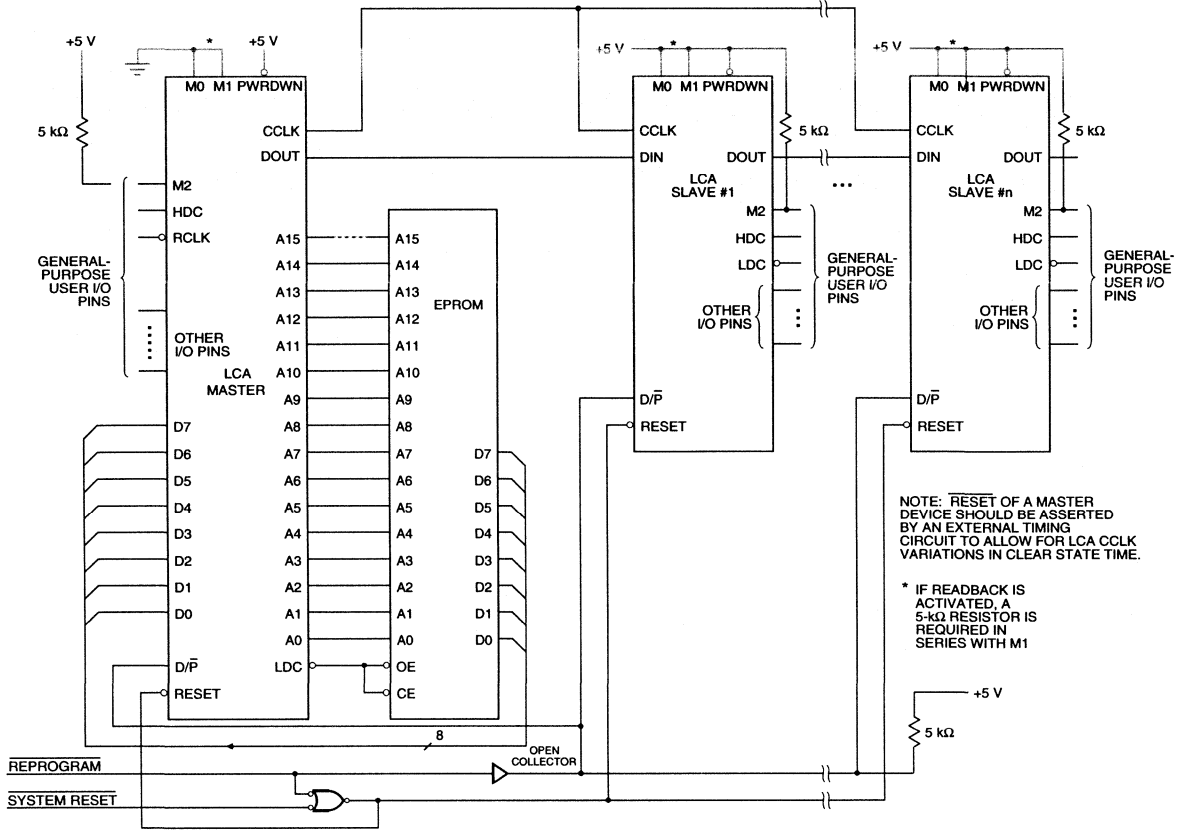 +5 V
*
+5 V
M0 M1 PWRDWN
5 kΩ
CCLK
DOUT
M2
HDC
RCLK
GENERAL-
PURPOSE
USER I/O
PINS
OTHER
I/O PINS
LCA
MASTER
A15
A14
A13
A12
A11
A10
A9
A8
A7
A6
A5
A4
A3
A2
A1
A0
LDC
D7
D6
D5
D4
D3
D2
D1
D0
D/P̅
RESET
EPROM
A15
A14
A13
A12
A11
A10
A9
A8
A7
A6
A5
A4
A3
A2
A1
A0
OE
CE
D7
D6
D5
D4
D3
D2
D1
D0
8
+5 V
*
M0 M1 PWRDWN
5 kΩ
CCLK
DIN
DOUT
LCA
SLAVE #1
M2
HDC
LDC
OTHER
I/O PINS
GENERAL-
PURPOSE
USER I/O
PINS
D/P̅
RESET
...
+5 V
*
M0 M1 PWRDWN
5 kΩ
CCLK
DIN
DOUT
LCA
SLAVE #n
M2
HDC
LDC
OTHER
I/O PINS
GENERAL-
PURPOSE
USER I/O
PINS
D/P̅
RESET
NOTE: R̅E̅S̅E̅T̅ OF A MASTER
DEVICE SHOULD BE ASSERTED
BY AN EXTERNAL TIMING
CIRCUIT TO ALLOW FOR LCA CCLK
VARIATIONS IN CLEAR STATE TIME.
* IF READBACK IS
ACTIVATED, A
5-kΩ RESISTOR IS
REQUIRED IN
SERIES WITH M1
+5 V
5 kΩ
OPEN
COLLECTOR
R̅E̅P̅R̅O̅G̅R̅A̅M̅
S̅Y̅S̅T̅E̅M̅ R̅E̅S̅E̅T̅